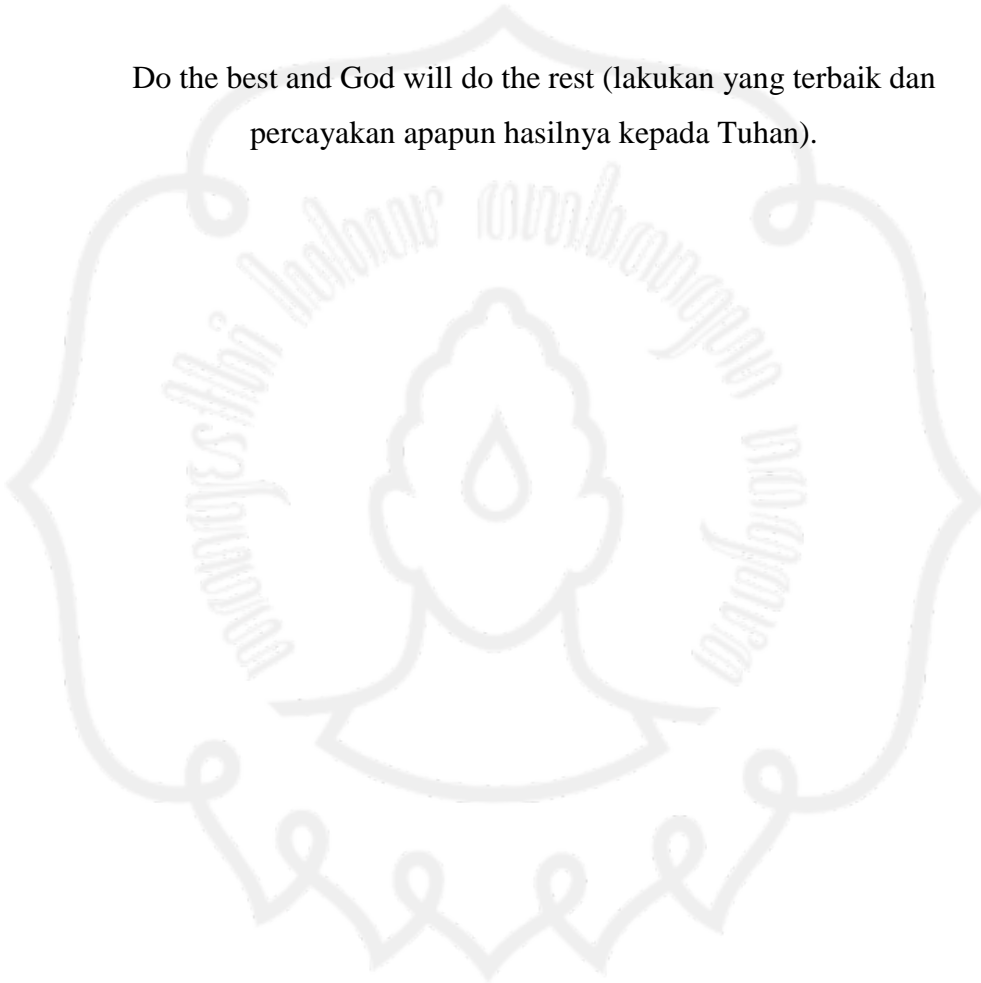 Do the best and God will do the rest (lakukan yang terbaik dan
percayakan apapun hasilnya kepada Tuhan).